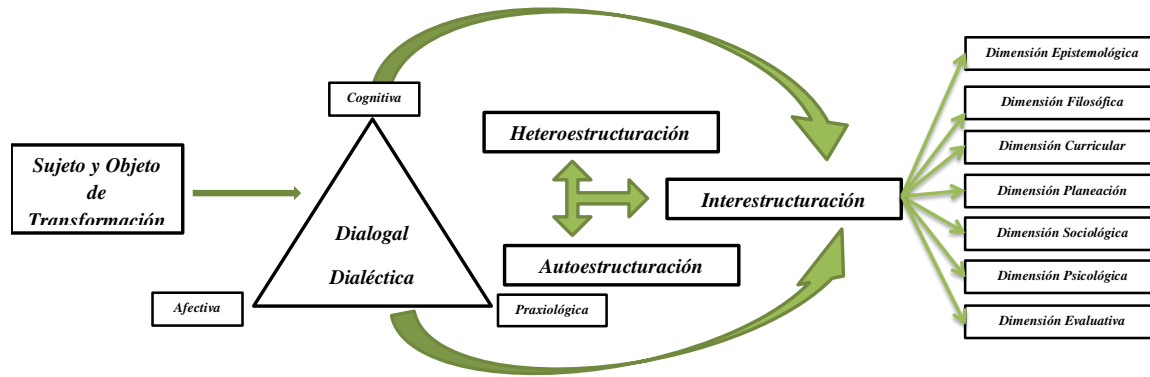 Sujeto y Objeto
de
Transformación
Cognitiva
Dialogal
Dialéctica
Afectiva
Praxiológica
Heteroestructuración
Autoestructuración
Interestructuración
Dimensión Epistemológica
Dimensión Filosófica
Dimensión Curricular
Dimensión Planeación
Dimensión Sociológica
Dimensión Psicológica
Dimensión Evaluativa